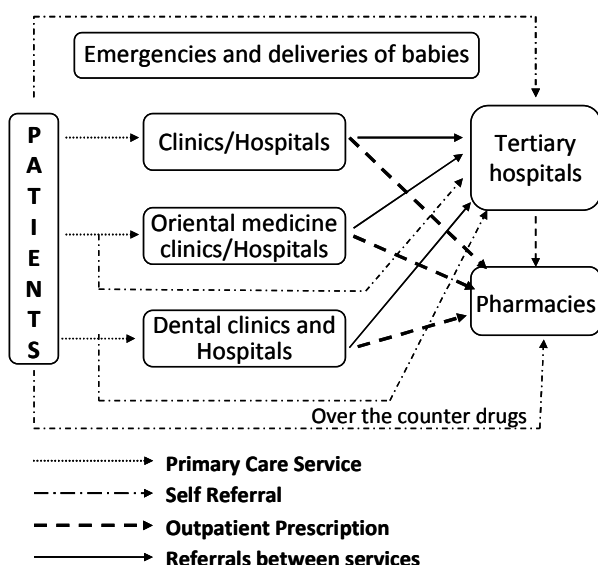 Emergencies and deliveries of babies
PATIENTS
Clinics/Hospitals
Tertiary
hospitals
Oriental medicine
clinics/Hospitals
Pharmacies
Dental clinics and
Hospitals
Over the counter drugs
Primary Care Service
Self Referral
Outpatient Prescription
Referrals between services